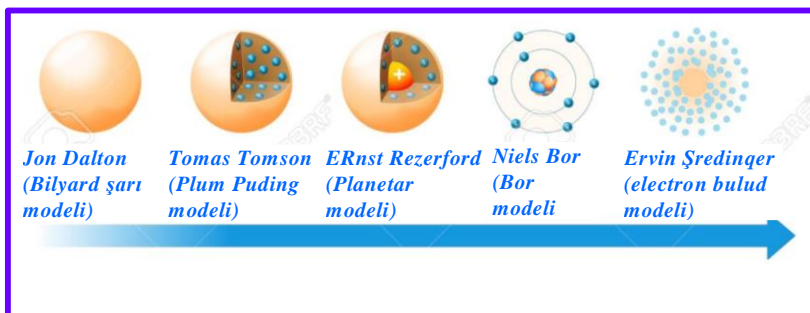 Jon Dalton
(Bilyard şarı
modeli)
Tomas Tomson
(Plum Puding
modeli)
ERnst Rezerford
(Planetar
modeli)
Niels Bor
(Bor
modeli
Ervin Şredinqer
(electron bulud
modeli)
+